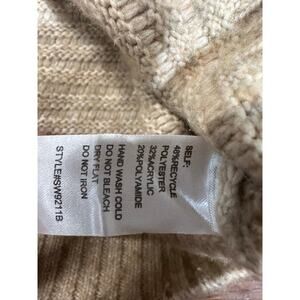 SELF:
48%RECYCLE
POLYESTER
32%ACRYLIC
20%POLYAMIDE
HAND WASH COLD
DO NOT BLEACH
DRY FLAT
DO NOT IRON
STYLE#SW9211B